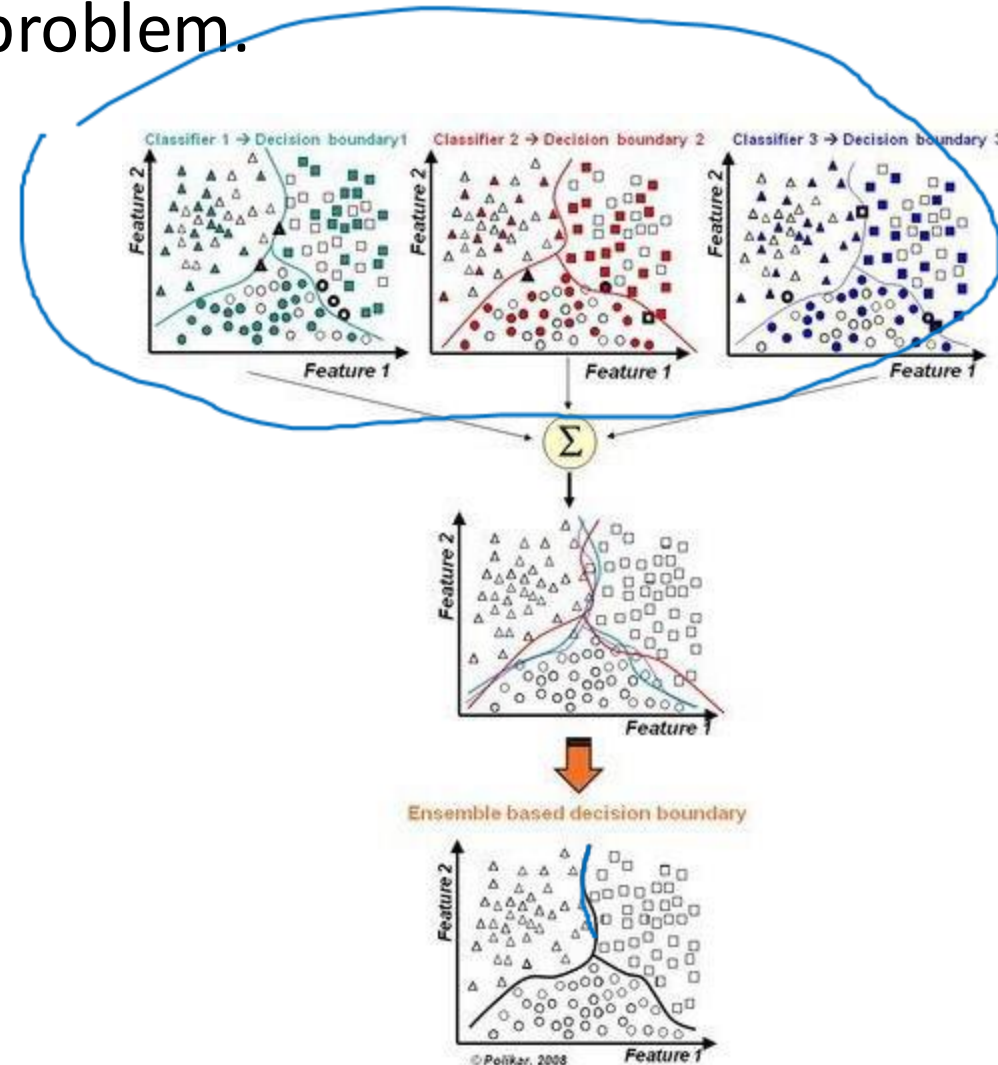 problem.
Classifier 1 → Decision boundary1
Classifier 2 → Decision boundary 2
Classifier 3 → Decision boundary 3
Feature 2
Feature 2
Feature 2
Feature 1
Feature 1
Feature 1
Σ
Feature 2
Feature 1
Ensemble based decision boundary
Feature 2
Feature 1
© Polikar, 2008